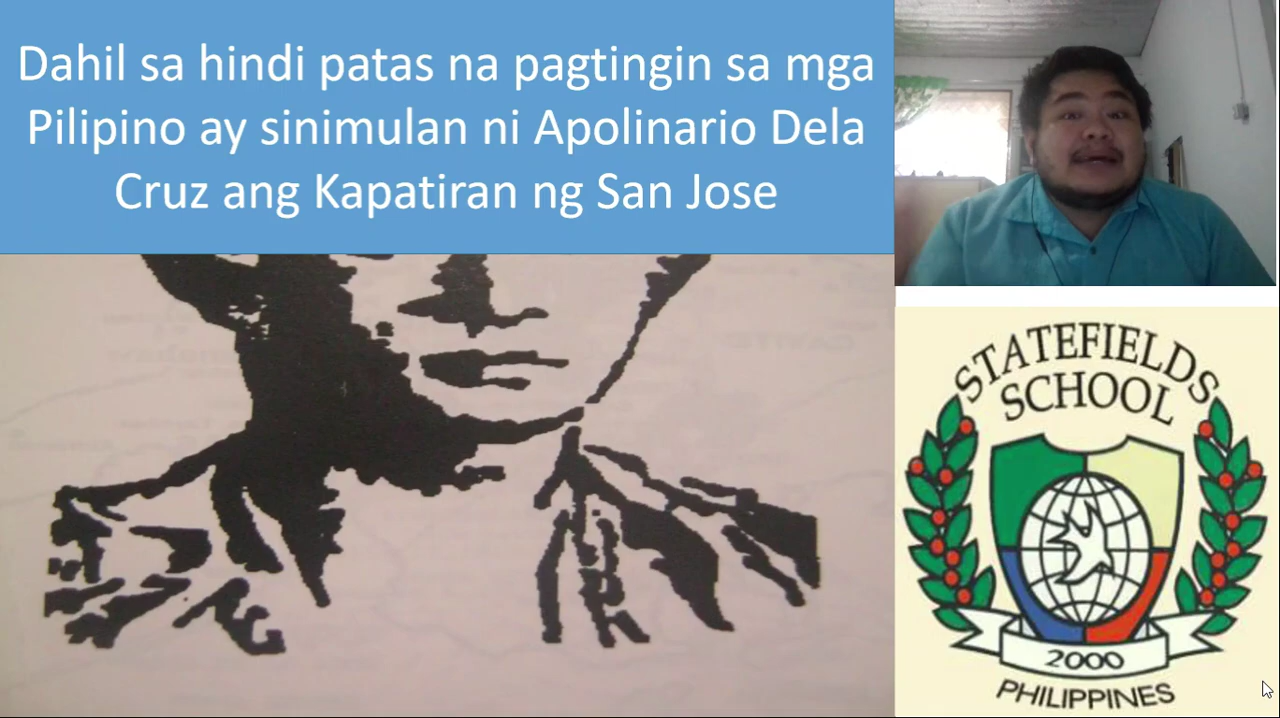 Dahil sa hindi patas na pagtingin sa mga
Pilipino ay sinimulan ni Apolinario Dela
Cruz ang Kapatiran ng San Jose
STATEFIELDS
SCHOOL
2000
PHILIPPINES